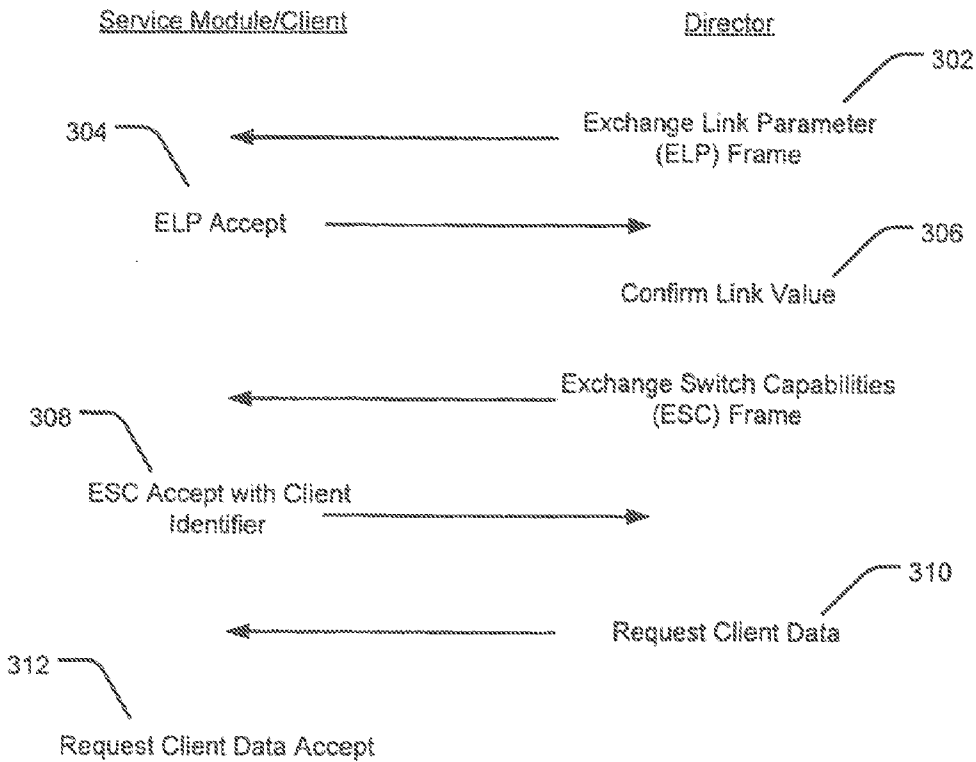 Service Module/Client
Director
302
Exchange Link Parameter
(ELP) Frame
304
ELP Accept
306
Confirm Link Value
Exchange Switch Capabilities
(ESC) Frame
308
ESC Accept with Client
Identifier
310
Request Client Data
312
Request Client Data Accept